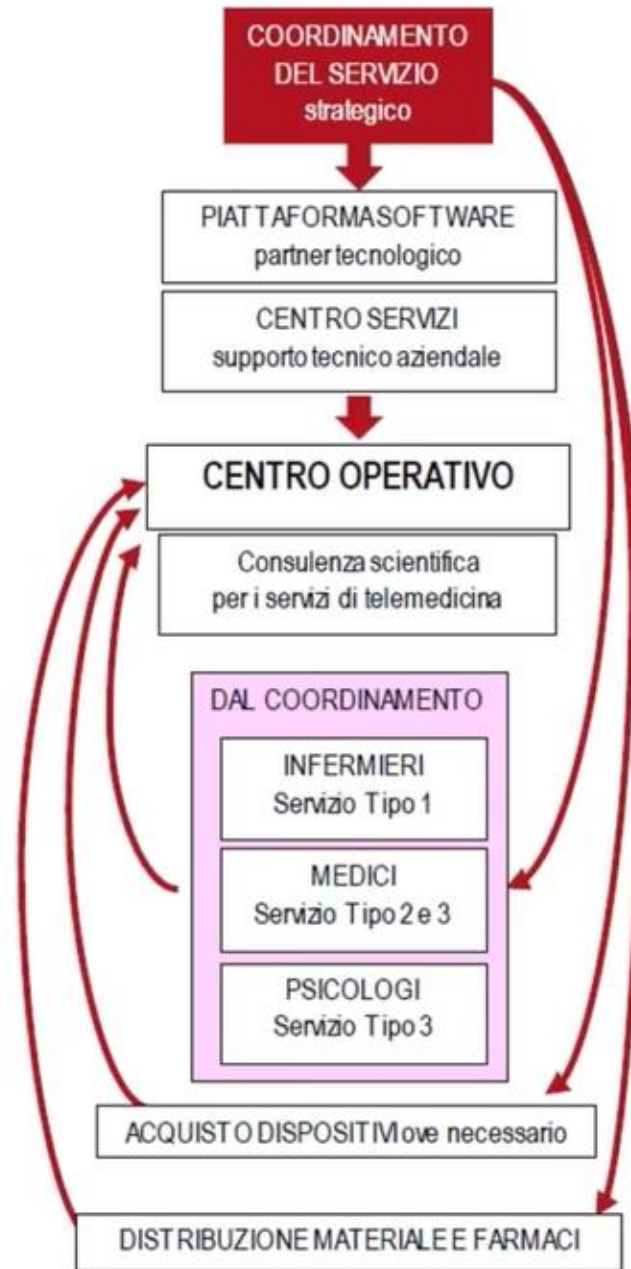 COORDINAMENTO
DEL SERVIZIO
strategico
PIATTAFORMA SOFTWARE
partner tecnologico
CENTRO SERVIZI
supporto tecnico aziendale
CENTRO OPERATIVO
Consulenza scientifica
per i servizi di telemedicina
DAL COORDINAMENTO
INFERMIERI
Servizio Tipo 1
MEDICI
Servizio Tipo 2 e 3
PSICOLOGI
Servizio Tipo 3
ACQUISTO DISPOSITIVI ove necessario
DISTRIBUZIONE MATERIALE E FARMACI